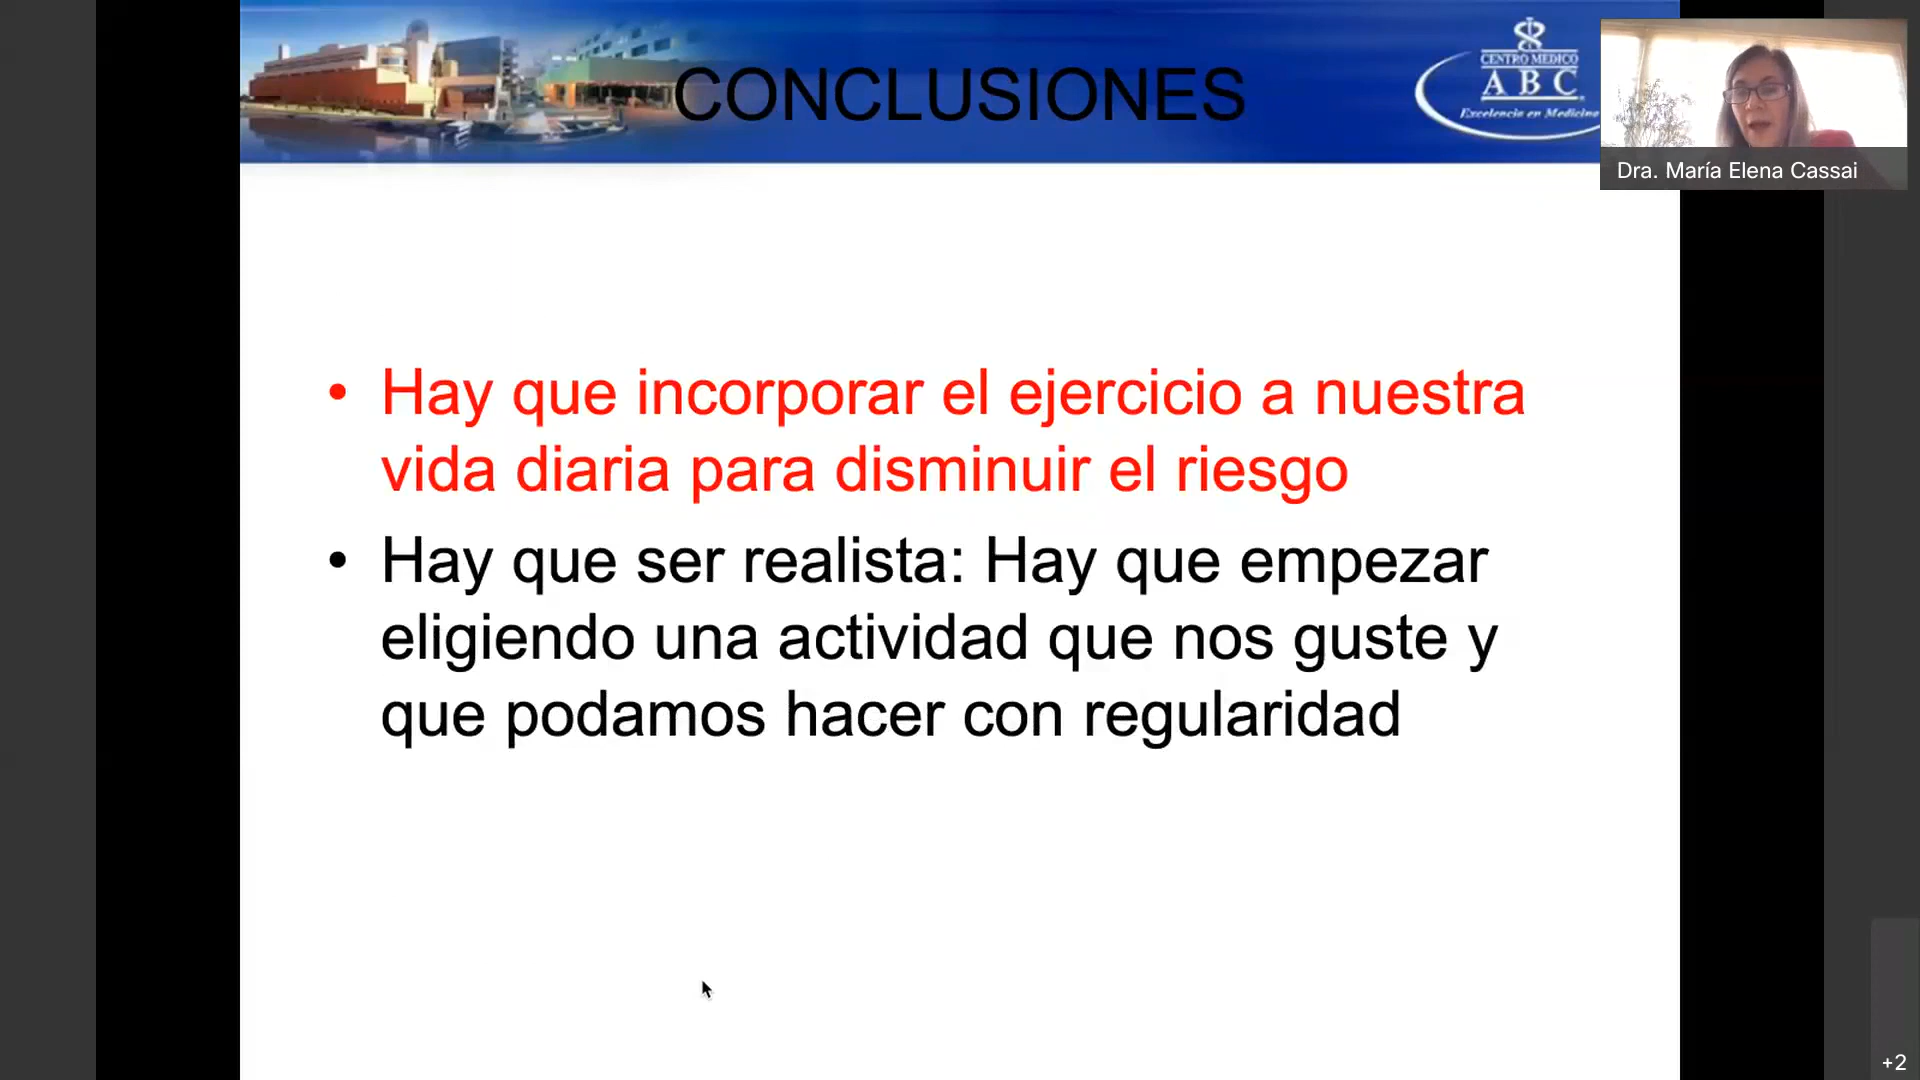 CONCLUSIONES
CENTRO MEDICO
ABC
Excelencia en Medicina
Dra. María Elena Cassai
• Hay que incorporar el ejercicio a nuestra
vida diaria para disminuir el riesgo
• Hay que ser realista: Hay que empezar
eligiendo una actividad que nos guste y
que podamos hacer con regularidad
+2